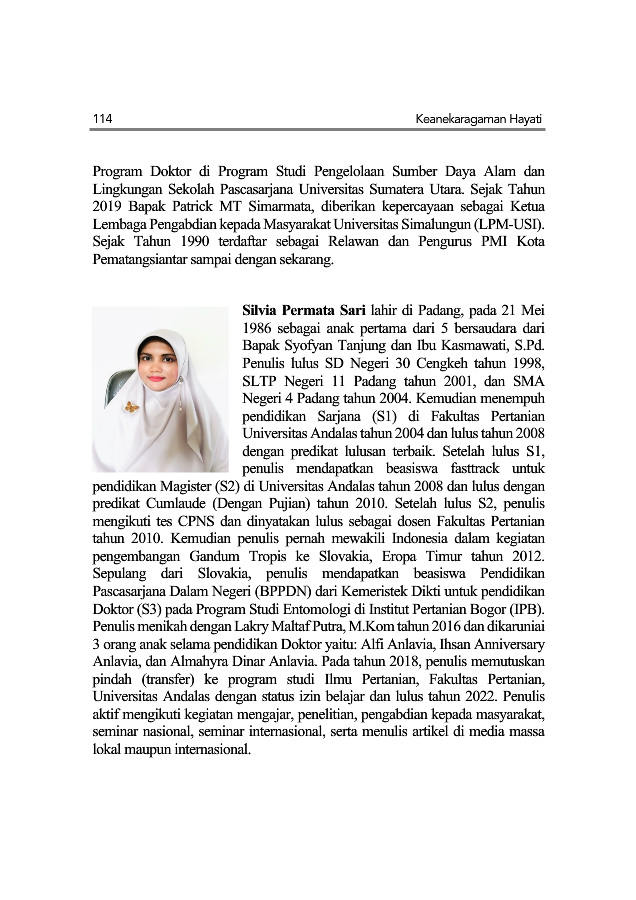 114 Keanekaragaman Hayati
Program Doktor di Program Studi Pengelolaan Sumber Daya Alam dan
Lingkungan Sekolah Pascasarjana Universitas Sumatera Utara. Sejak Tahun
2019 Bapak Patrick MT Simarmata, diberikan kepercayaan sebagai Ketua
Lembaga Pengabdian kepada Masyarakat Universitas Simalungun (LPM-USI).
Sejak Tahun 1990 terdaftar sebagai Relawan dan Pengurus PMI Kota
Pematangsiantar sampai dengan sekarang.
Silvia Permata Sari lahir di Padang, pada 21 Mei
1986 sebagai anak pertama dari 5 bersaudara dari
Bapak Syofyan Tanjung dan Ibu Kasmawati, S.Pd.
Penulis lulus SD Negeri 30 Cengkeh tahun 1998,
SLTP Negeri 11 Padang tahun 2001, dan SMA
Negeri 4 Padang tahun 2004. Kemudian menempuh
pendidikan Sarjana (S1) di Fakultas Pertanian
Universitas Andalas tahun 2004 dan lulus tahun 2008
dengan predikat lulusan terbaik. Setelah lulus S1,
penulis mendapatkan beasiswa fasttrack untuk
pendidikan Magister (S2) di Universitas Andalas tahun 2008 dan lulus dengan
predikat Cumlaude (Dengan Pujian) tahun 2010. Setelah lulus S2, penulis
mengikuti tes CPNS dan dinyatakan lulus sebagai dosen Fakultas Pertanian
tahun 2010. Kemudian penulis pernah mewakili Indonesia dalam kegiatan
pengembangan Gandum Tropis ke Slovakia, Eropa Timur tahun 2012.
Sepulang dari Slovakia, penulis mendapatkan beasiswa Pendidikan
Pascasarjana Dalam Negeri (BPPDN) dari Kemeristek Dikti untuk pendidikan
Doktor (S3) pada Program Studi Entomologi di Institut Pertanian Bogor (IPB).
Penulis menikah dengan Lakry Maltaf Putra, M.Kom tahun 2016 dan dikaruniai
3 orang anak selama pendidikan Doktor yaitu: Alfi Anlavia, Ihsan Anniversary
Anlavia, dan Almahyra Dinar Anlavia. Pada tahun 2018, penulis memutuskan
pindah (transfer) ke program studi Ilmu Pertanian, Fakultas Pertanian,
Universitas Andalas dengan status izin belajar dan lulus tahun 2022. Penulis
aktif mengikuti kegiatan mengajar, penelitian, pengabdian kepada masyarakat,
seminar nasional, seminar internasional, serta menulis artikel di media massa
lokal maupun internasional.